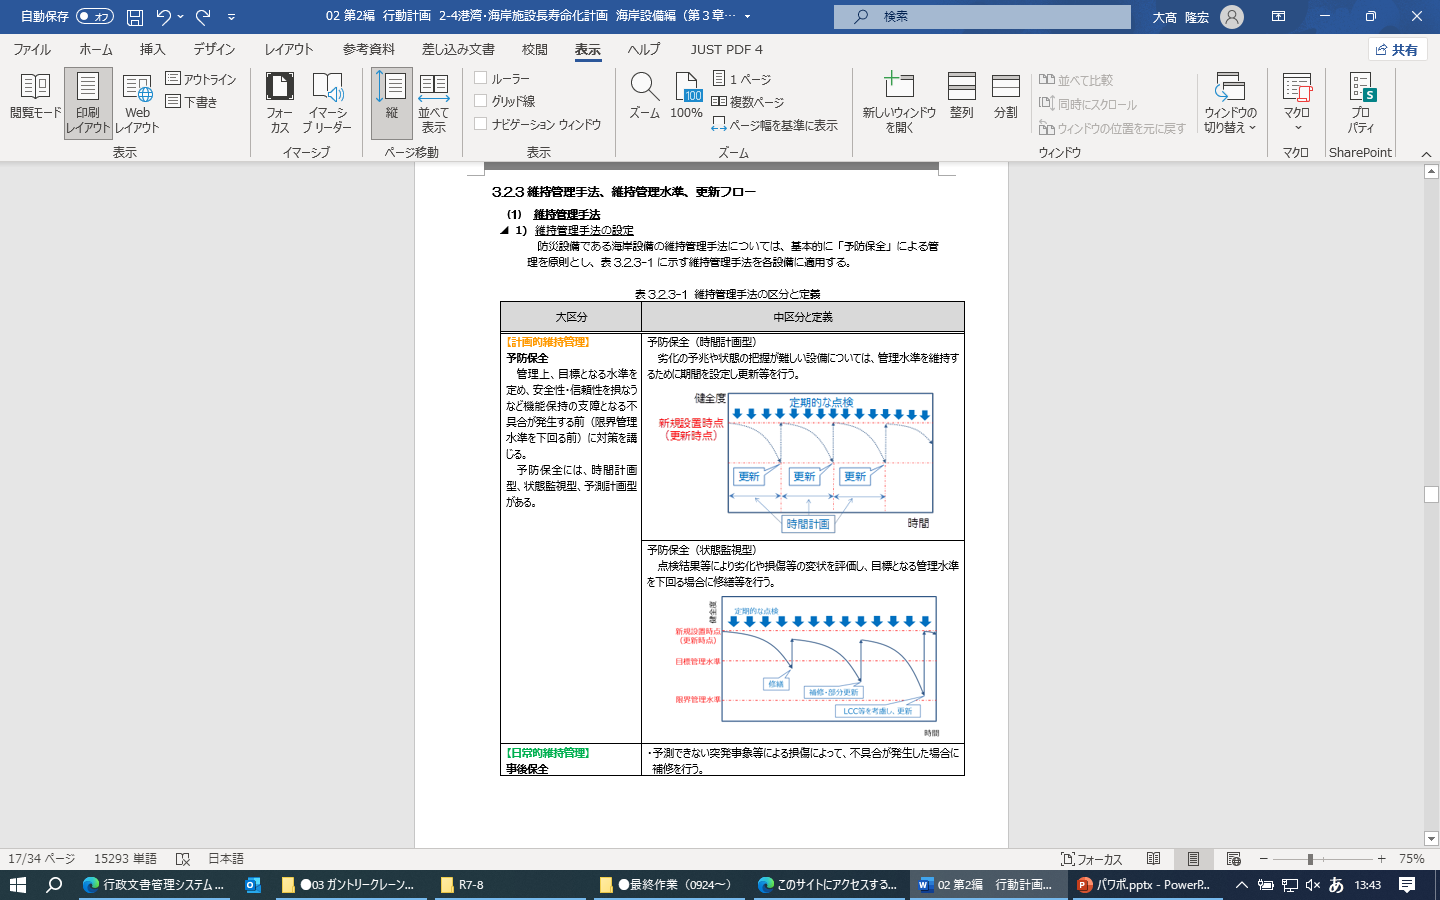 自動保存 オフ 02 第2編 行動計画 2-4港湾・海岸施設長寿命化計画 海岸設備編（第３章… 検索 大髙 隆宏
ファイル ホーム 挿入 デザイン レイアウト 参考資料 差し込み文書 校閲 表示 ヘルプ JUST PDF 4 共有
閲覧モード 印刷レイアウト Webレイアウト アウトライン 下書き
表示
フォーカス イマーシブ リーダー
イマーシブ
縦 並べて表示
ページ移動
ルーラー
グリッド線
ナビゲーション ウィンドウ
表示
ズーム 100% 1 ページ 複数ページ ページ幅を基準に表示
ズーム
新しいウィンドウを開く 整列 分割 並べて比較 同時にスクロール ウィンドウの位置を元に戻す ウィンドウの切り替え
ウィンドウ
マクロ
マクロ
プロパティ
SharePoint
3.2.3 維持管理手法、維持管理水準、更新フロー
(1) 維持管理手法
1) 維持管理手法の設定
防災設備である海岸設備の維持管理手法については、基本的に「予防保全」による管
理を原則とし、表 3.2.3-1 に示す維持管理手法を各設備に適用する。
表 3.2.3-1 維持管理手法の区分と定義
大区分 中区分と定義
【計画的維持管理】
予防保全
管理上、目標となる水準を
定め、安全性・信頼性を損なう
など機能保持の支障となる不
具合が発生する前（限界管理
水準を下回る前）に対策を講
じる。
予防保全には、時間計画
型、状態監視型、予測計画型
がある。
予防保全（時間計画型）
劣化の予兆や状態の把握が難しい設備については、管理水準を維持す
るために期間を設定し更新等を行う。
健全度 定期的な点検
新規設置時点
（更新時点）
更新 更新 更新
時間計画 時間
予防保全（状態監視型）
点検結果等により劣化や損傷等の変状を評価し、目標となる管理水準
を下回る場合に修繕等を行う。
健全度
定期的な点検
新規設置時点
（更新時点）
目標管理水準
修繕
補修・部分更新
限界管理水準
LCC等を考慮し、更新
時間
【日常的維持管理】
事後保全
・予測できない突発事象等による損傷によって、不具合が発生した場合に
補修を行う。
17/34 ページ 15293 単語 日本語 フォーカス 75%
行政文書管理システム ... ●03 ガントリークレーン... R7-8 ●最終作業（0924～） このサイトにアクセスする... 02 第2編 行動計画... パワポ.pptx - PowerP... あ 13:43